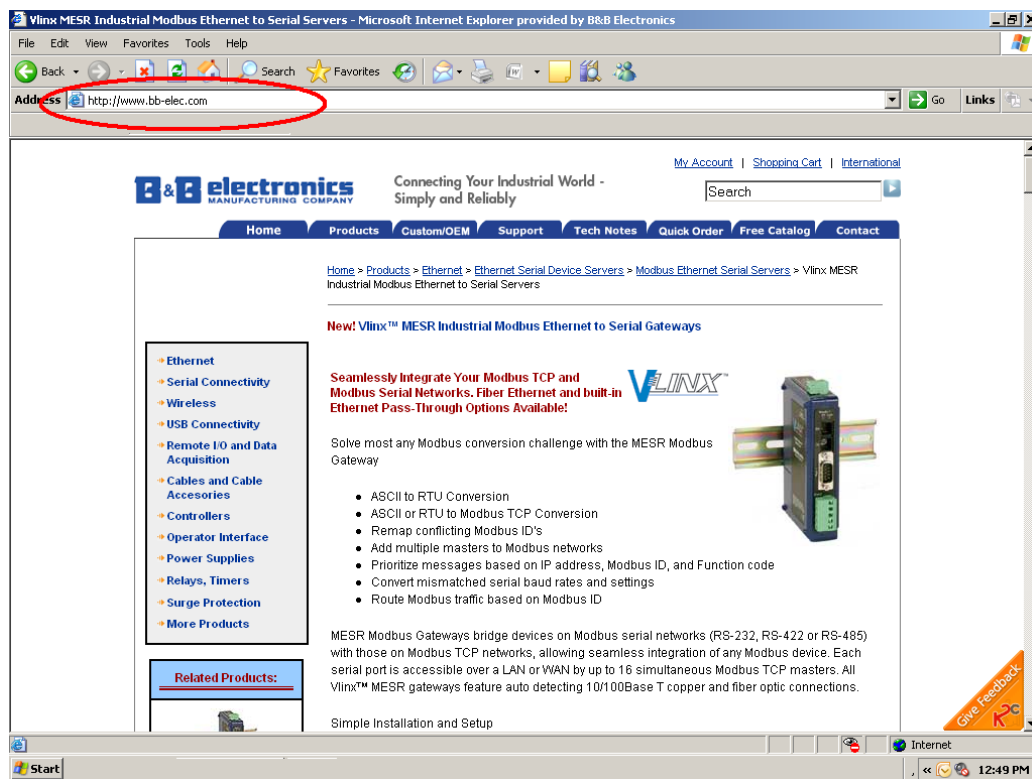 Vlinx MESR Industrial Modbus Ethernet to Serial Servers - Microsoft Internet Explorer provided by B&B Electronics
File Edit View Favorites Tools Help
Back Search Favorites
Address http://www.bb-elec.com Go Links
My Account | Shopping Cart | International
B&B electronics
MANUFACTURING COMPANY
Connecting Your Industrial World -
Simply and Reliably
Search
Home Products Custom/OEM Support Tech Notes Quick Order Free Catalog Contact
Home > Products > Ethernet > Ethernet Serial Device Servers > Modbus Ethernet Serial Servers > Vlinx MESR
Industrial Modbus Ethernet to Serial Servers
New! Vlinx™ MESR Industrial Modbus Ethernet to Serial Gateways
Ethernet
Serial Connectivity
Wireless
USB Connectivity
Remote I/O and Data
Acquisition
Cables and Cable
Accesories
Controllers
Operator Interface
Power Supplies
Relays, Timers
Surge Protection
More Products
Related Products:
Seamlessly Integrate Your Modbus TCP and
Modbus Serial Networks. Fiber Ethernet and built-in
Ethernet Pass-Through Options Available!
VLINX™
Solve most any Modbus conversion challenge with the MESR Modbus
Gateway
• ASCII to RTU Conversion
• ASCII or RTU to Modbus TCP Conversion
• Remap conflicting Modbus ID's
• Add multiple masters to Modbus networks
• Prioritize messages based on IP address, Modbus ID, and Function code
• Convert mismatched serial baud rates and settings
• Route Modbus traffic based on Modbus ID
MESR Modbus Gateways bridge devices on Modbus serial networks (RS-232, RS-422 or RS-485)
with those on Modbus TCP networks, allowing seamless integration of any Modbus device. Each
serial port is accessible over a LAN or WAN by up to 16 simultaneous Modbus TCP masters. All
Vlinx™ MESR gateways feature auto detecting 10/100Base T copper and fiber optic connections.
Simple Installation and Setup
Give Feedback
Internet
Start
12:49 PM